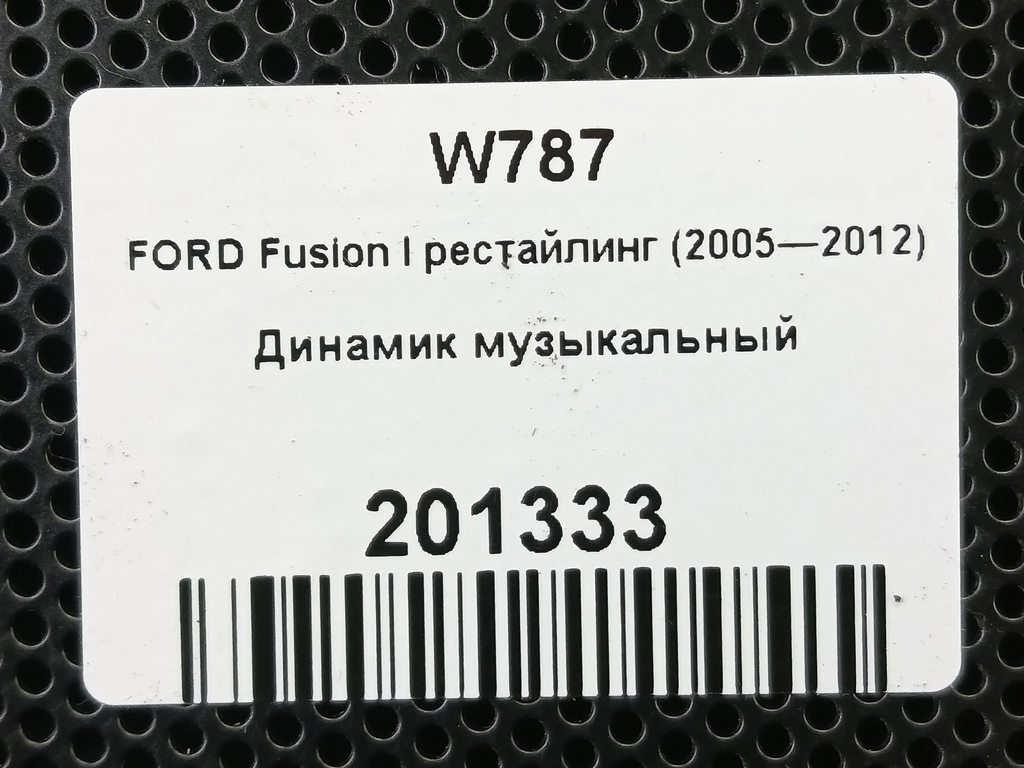 W787
FORD Fusion I рестайлинг (2005—2012)
Динамик музыкальный
201333